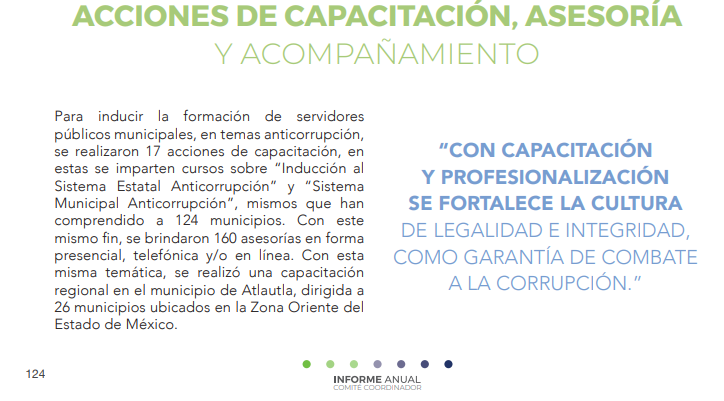 ACCIONES DE CAPACITACIÓN, ASESORÍA
Y ACOMPAÑAMIENTO
Para inducir la formación de servidores
públicos municipales, en temas anticorrupción,
se realizaron 17 acciones de capacitación, en
estas se imparten cursos sobre “Inducción al
Sistema Estatal Anticorrupción” y “Sistema
Municipal Anticorrupción”, mismos que han
comprendido a 124 municipios. Con este
mismo fin, se brindaron 160 asesorías en forma
presencial, telefónica y/o en línea. Con esta
misma temática, se realizó una capacitación
regional en el municipio de Atlautla, dirigida a
26 municipios ubicados en la Zona Oriente del
Estado de México.
“CON CAPACITACIÓN
Y PROFESIONALIZACIÓN
SE FORTALECE LA CULTURA
DE LEGALIDAD E INTEGRIDAD,
COMO GARANTÍA DE COMBATE
A LA CORRUPCIÓN.”
124
INFORME ANUAL
COMITÉ COORDINADOR